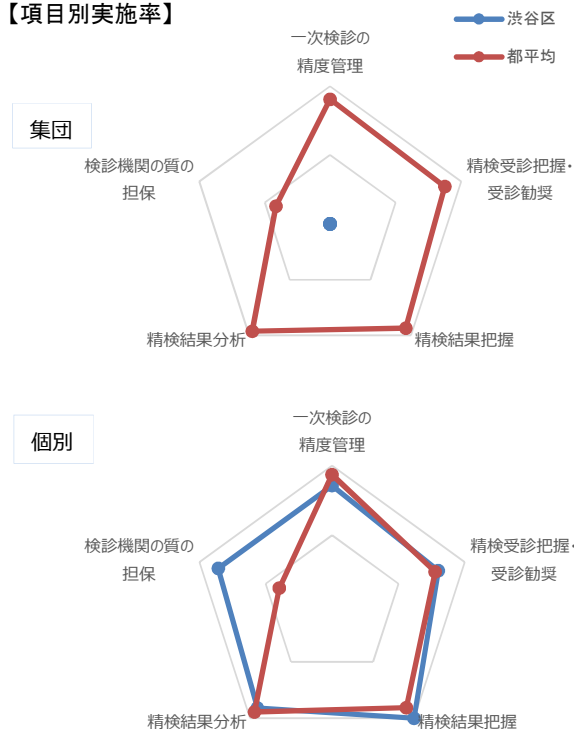 【項目別実施率】
渋谷区
都平均
集団
一次検診の
精度管理
精検受診把握・
受診勧奨
精検結果把握
精検結果分析
検診機関の質の
担保
個別
一次検診の
精度管理
精検受診把握・
受診勧奨
精検結果把握
精検結果分析
検診機関の質の
担保